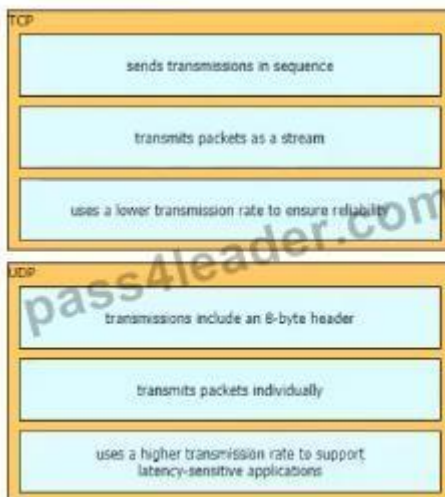 TCP
sends transmissions in sequence
transmits packets as a stream
uses a lower transmission rate to ensure reliability
pass4leader.com
UDP
transmissions include an 8-byte header
transmits packets individually
uses a higher transmission rate to support
latency-sensitive applications